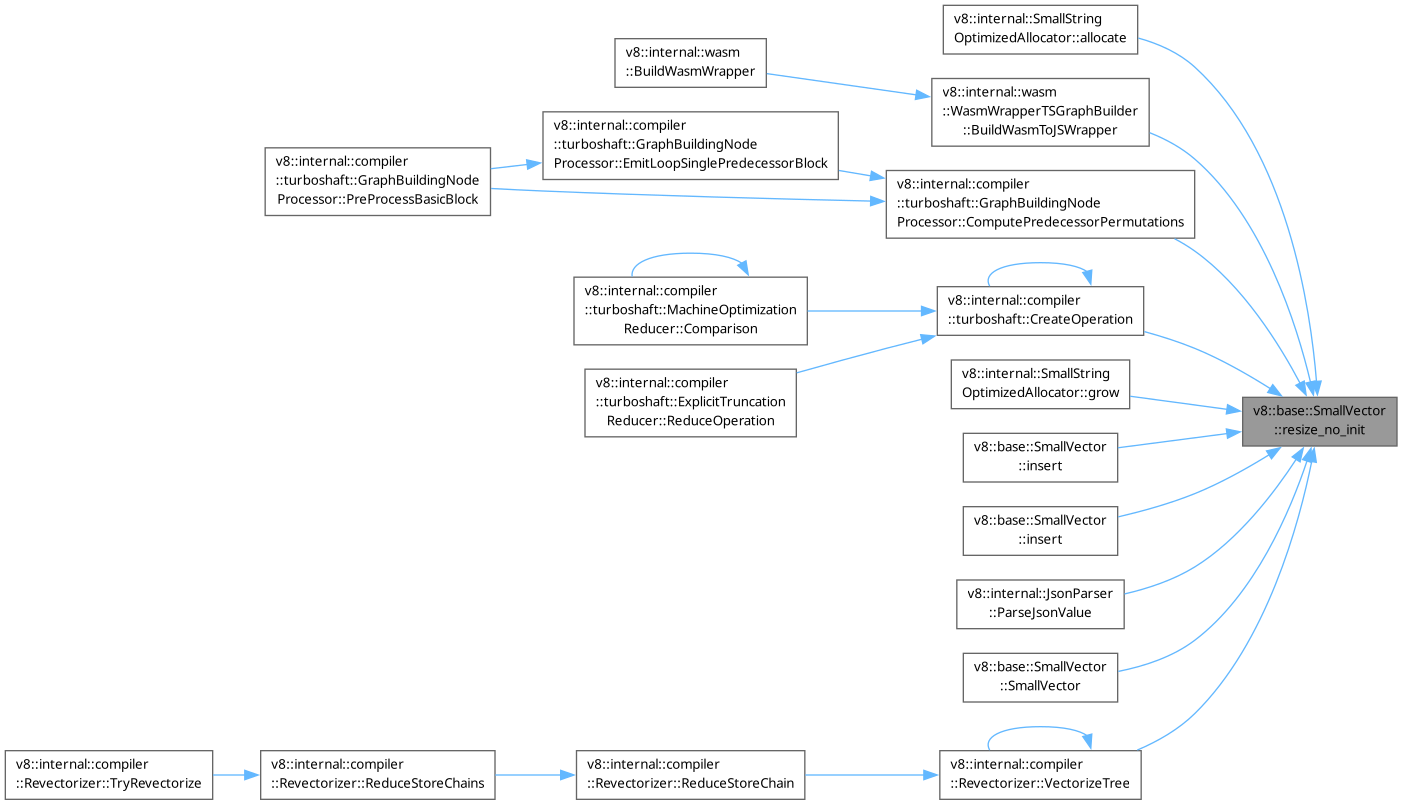 v8::internal::SmallString
OptimizedAllocator::allocate
v8::internal::wasm
::BuildWasmWrapper
v8::internal::wasm
::WasmWrapperTSGraphBuilder
::BuildWasmToJSWrapper
v8::internal::compiler
::turboshaft::GraphBuildingNode
Processor::EmitLoopSinglePredecessorBlock
v8::internal::compiler
::turboshaft::GraphBuildingNode
Processor::PreProcessBasicBlock
v8::internal::compiler
::turboshaft::GraphBuildingNode
Processor::ComputePredecessorPermutations
v8::internal::compiler
::turboshaft::MachineOptimization
Reducer::Comparison
v8::internal::compiler
::turboshaft::CreateOperation
v8::internal::compiler
::turboshaft::ExplicitTruncation
Reducer::ReduceOperation
v8::internal::SmallString
OptimizedAllocator::grow
v8::base::SmallVector
::resize_no_init
v8::base::SmallVector
::insert
v8::base::SmallVector
::insert
v8::internal::JsonParser
::ParseJsonValue
v8::base::SmallVector
::SmallVector
v8::internal::compiler
::Revectorizer::TryRevectorize
v8::internal::compiler
::Revectorizer::ReduceStoreChains
v8::internal::compiler
::Revectorizer::ReduceStoreChain
v8::internal::compiler
::Revectorizer::VectorizeTree